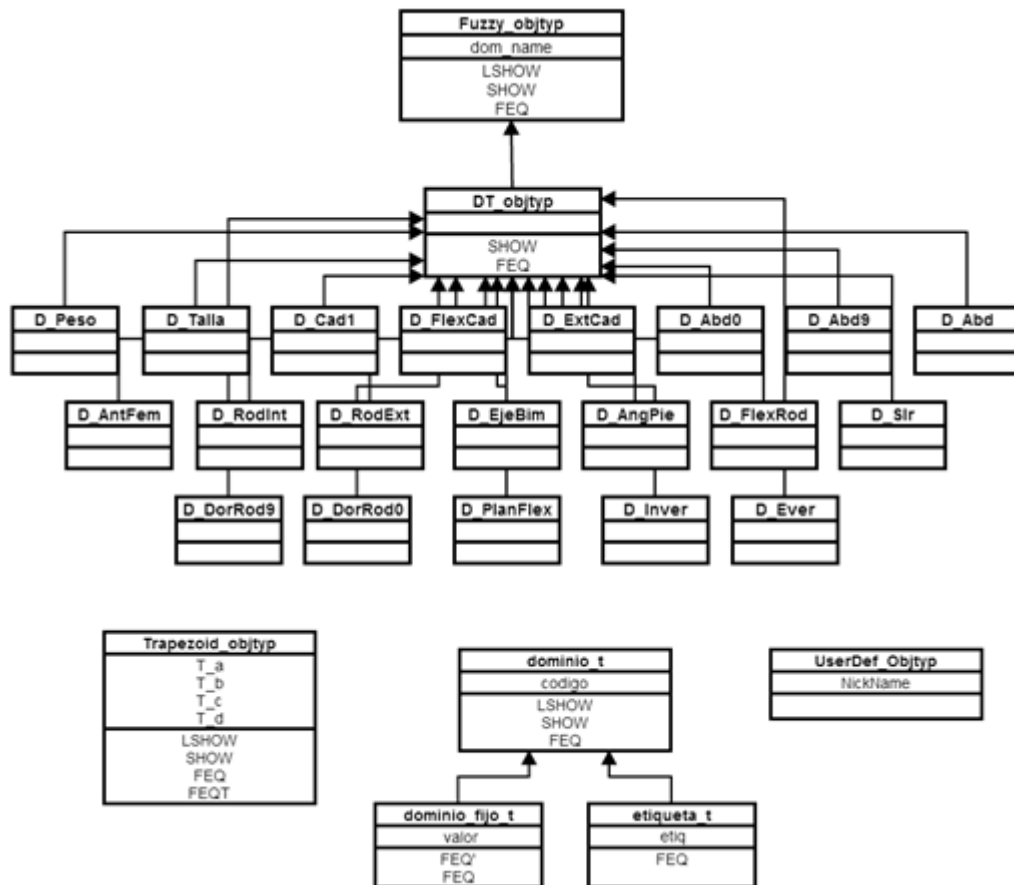 Fuzzy_objtyp
dom_name
LSHOW
SHOW
FEQ
DT_objtyp
SHOW
FEQ
D_Peso
D_Talla
D_Cad1
D_FlexCad
D_ExtCad
D_Abd0
D_Abd9
D_Abd
D_AntFem
D_RodInt
D_RodExt
D_EjeBim
D_AngPie
D_FlexRod
D_Slr
D_DorRod9
D_DorRod0
D_PlanFlex
D_Inver
D_Ever
Trapezoid_objtyp
T_a
T_b
T_c
T_d
LSHOW
SHOW
FEQ
FEQT
dominio_t
codigo
LSHOW
SHOW
FEQ
UserDef_Objtyp
NickName
dominio_fijo_t
valor
FEQ'
FEQ
etiqueta_t
etiq
FEQ